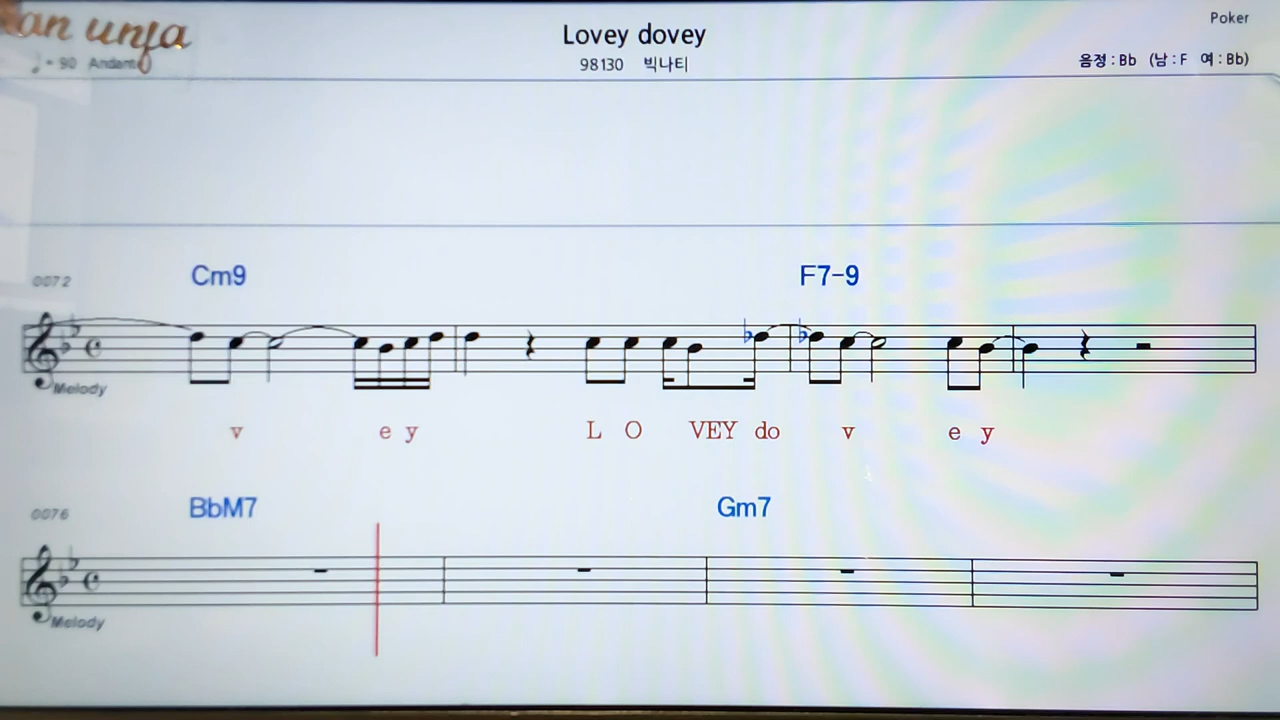 an unja
Lovey dovey
Poker
♩ = 90 Andante
98130 빅나티
음정 : Bb (남 : F 여 : Bb)
0072 Cm9 F7-9
Melody
v e y L O VEY do v e y
0076 BbM7 Gm7
Melody